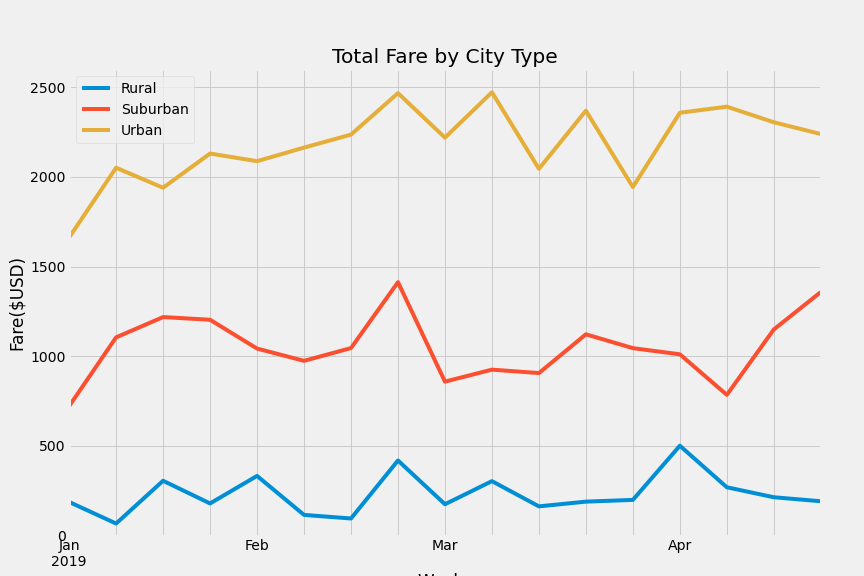 Total Fare by City Type
Rural
Suburban
Urban
2500
2000
1500
1000
500
0
Fare($USD)
Jan Feb Mar Apr
2019